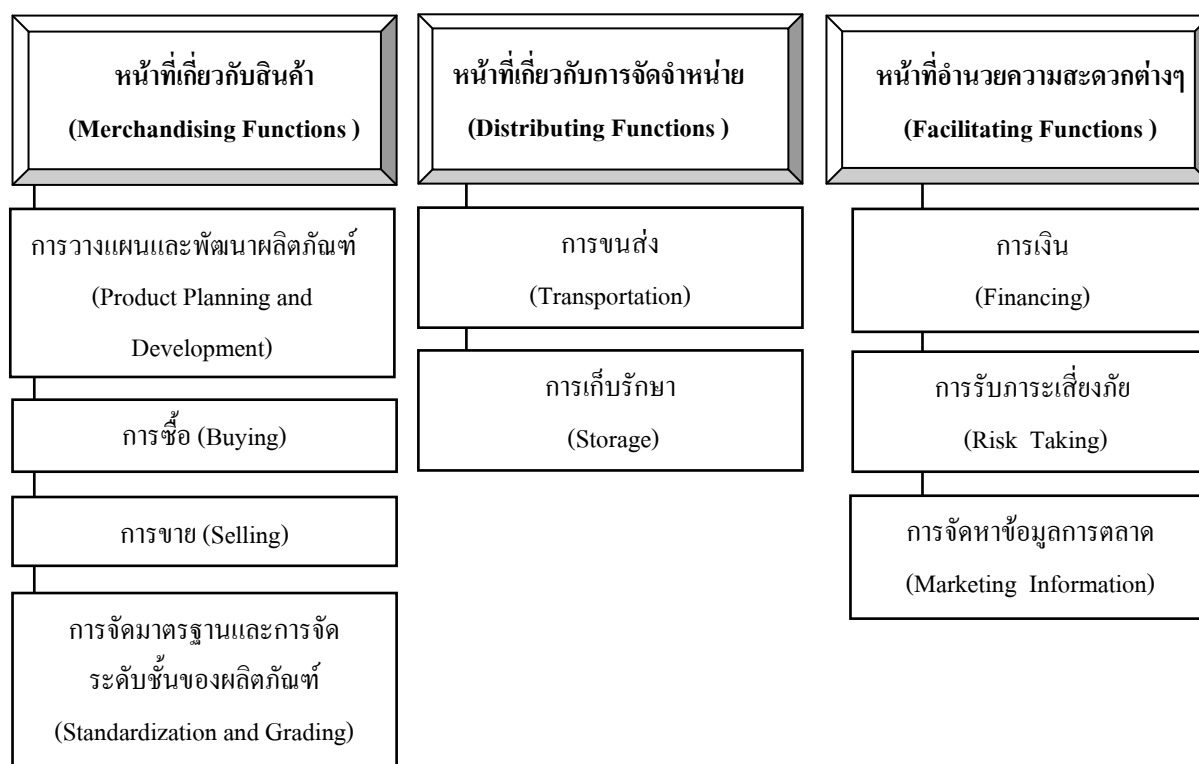 หน้าที่เกี่ยวกับสินค้า
(Merchandising Functions )
การวางแผนและพัฒนาผลิตภัณฑ์
(Product Planning and
Development)
การซื้อ (Buying)
การขาย (Selling)
การจัดมาตรฐานและการจัด
ระดับชั้นของผลิตภัณฑ์
(Standardization and Grading)
หน้าที่เกี่ยวกับการจัดจำหน่าย
(Distributing Functions )
การขนส่ง
(Transportation)
การเก็บรักษา
(Storage)
หน้าที่อำนวยความสะดวกต่างๆ
(Facilitating Functions )
การเงิน
(Financing)
การรับภาระเสี่ยงภัย
(Risk Taking)
การจัดหาข้อมูลการตลาด
(Marketing Information)